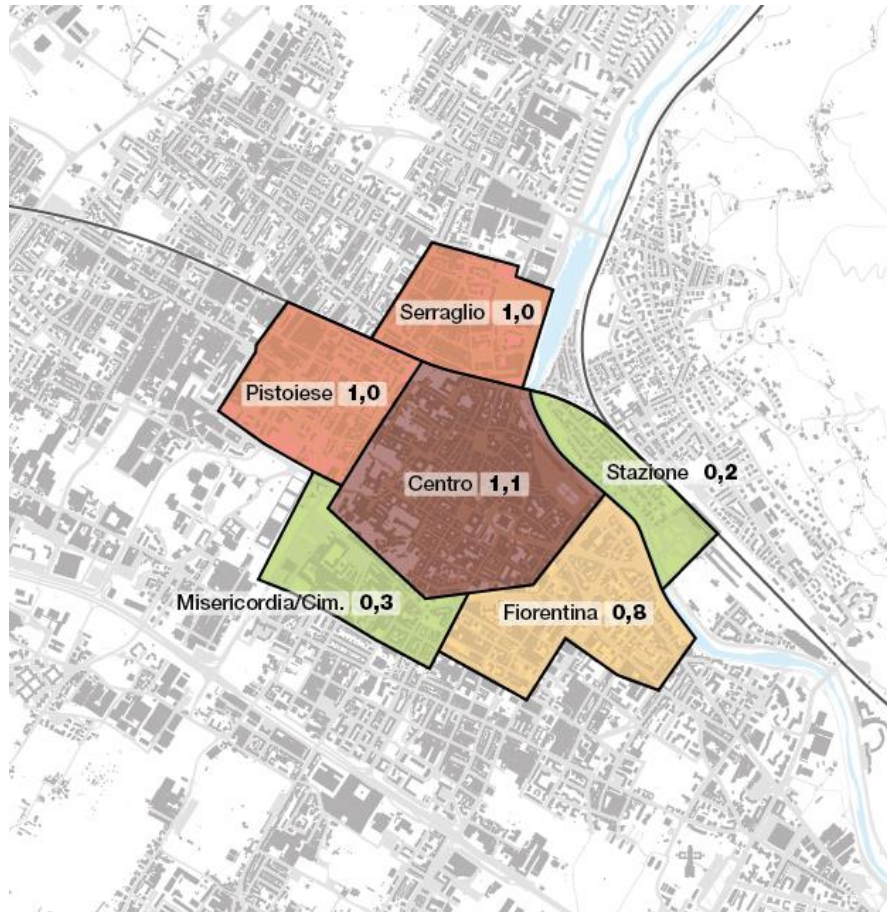 Serraglio 1,0
Pistoiese 1,0
Stazione 0,2
Centro 1,1
Misericordia/Cim. 0,3
Fiorentina 0,8